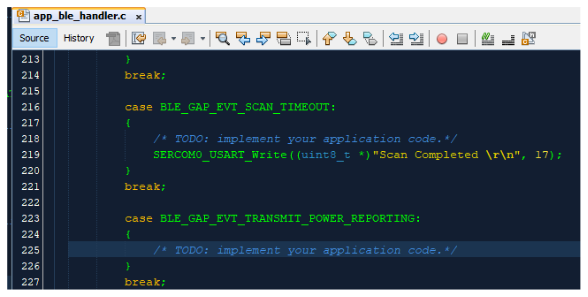 app_ble_handler.c x
Source History
213 }
214 break;
215
216 case BLE_GAP_EVT_SCAN_TIMEOUT:
217 {
218 /* TODO: implement your application code.*/
219 SERCOM0_USART_Write((uint8_t *)"Scan Completed \r\n", 17);
220 }
221 break;
222
223 case BLE_GAP_EVT_TRANSMIT_POWER_REPORTING:
224 {
225 /* TODO: implement your application code.*/
226 }
227 break;